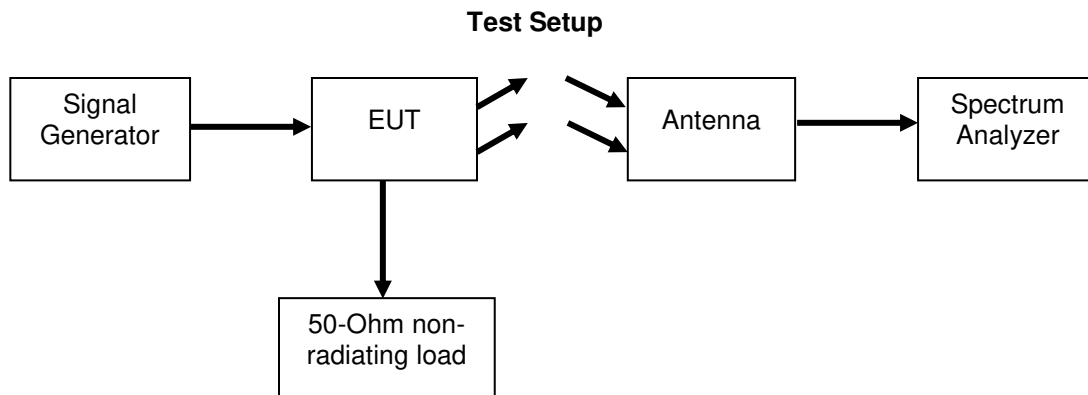 Test Setup
Signal
Generator
EUT
Antenna
Spectrum
Analyzer
50-Ohm non-
radiating load